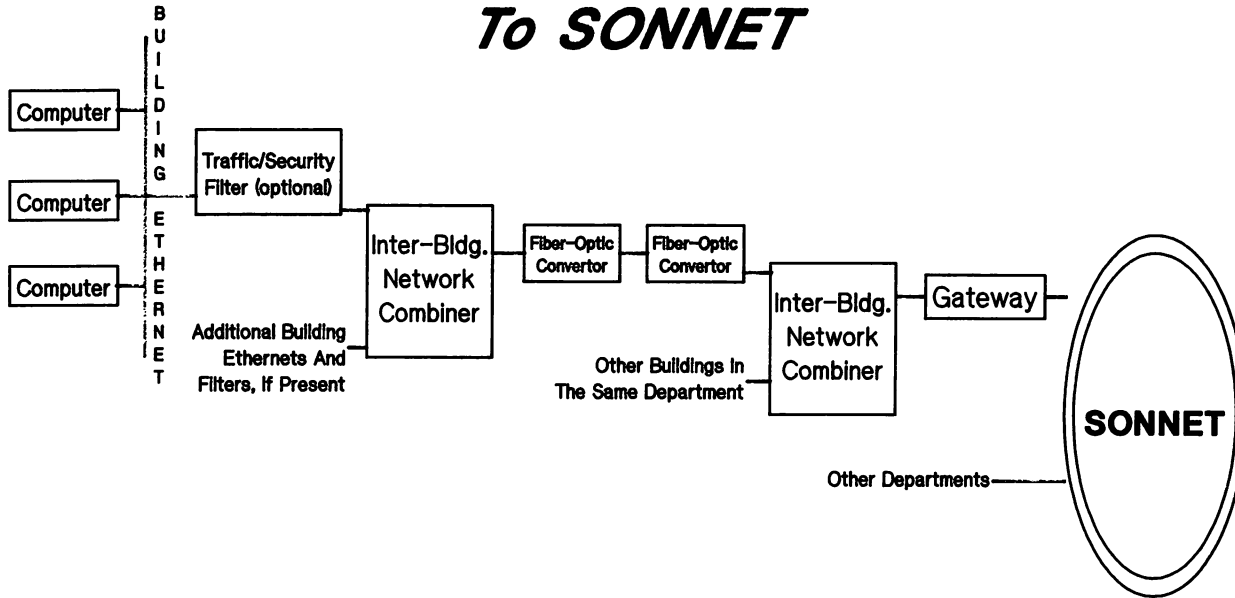 To SONNET
BUILDING ETHERNET
Computer
Computer
Computer
Traffic/Security
Filter (optional)
Inter-Bldg.
Network
Combiner
Additional Building
Ethernets And
Filters, If Present
Fiber-Optic
Convertor
Fiber-Optic
Convertor
Inter-Bldg.
Network
Combiner
Other Buildings In
The Same Department
Gateway
SONNET
Other Departments